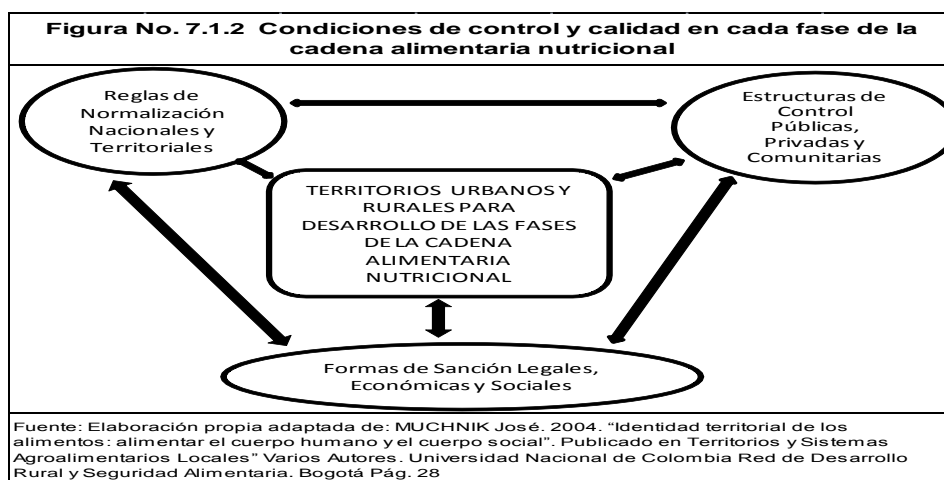 Figura No. 7.1.2 Condiciones de control y calidad en cada fase de la
cadena alimentaria nutricional
Reglas de
Normalización
Nacionales y
Territoriales
Estructuras de
Control
Públicas,
Privadas y
Comunitarias
TERRITORIOS URBANOS Y
RURALES PARA
DESARROLLO DE LAS FASES
DE LA CADENA
ALIMENTARIA
NUTRICIONAL
Formas de Sanción Legales,
Económicas y Sociales
Fuente: Elaboración propia adaptada de: MUCHNIK José. 2004. “Identidad territorial de los
alimentos: alimentar el cuerpo humano y el cuerpo social”. Publicado en Territorios y Sistemas
Agroalimentarios Locales” Varios Autores. Universidad Nacional de Colombia Red de Desarrollo
Rural y Seguridad Alimentaria. Bogotá Pág. 28